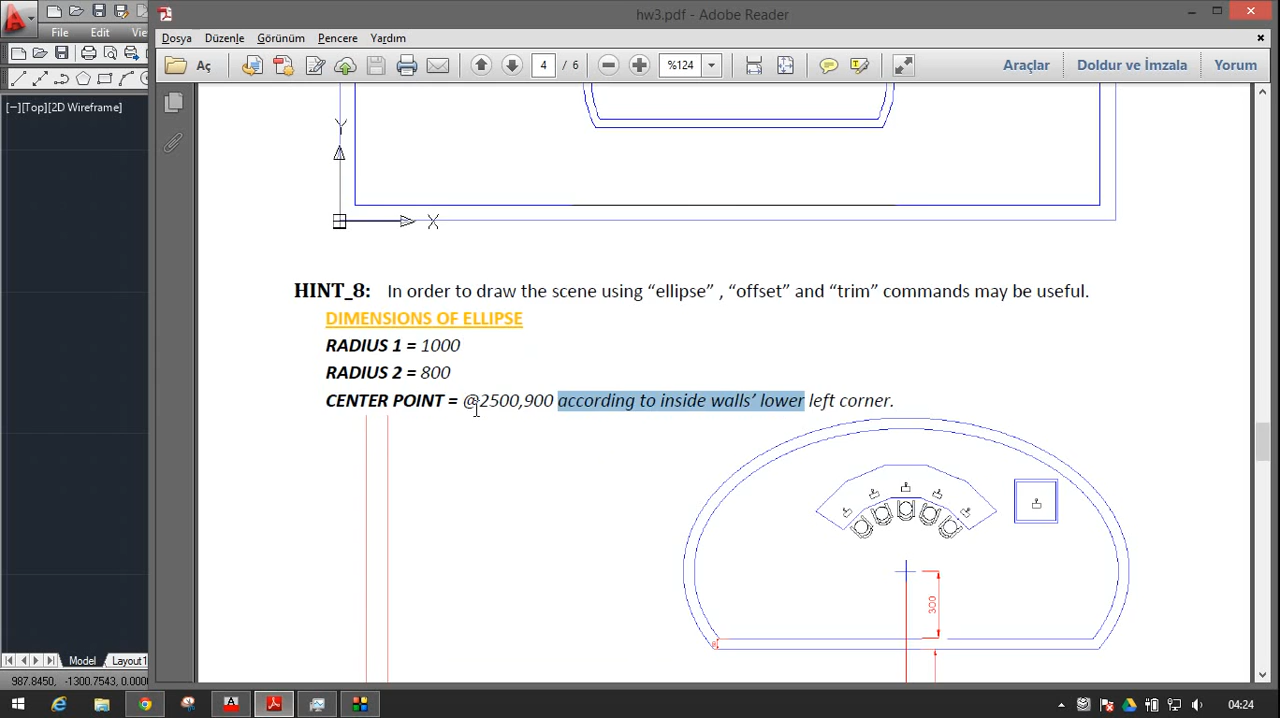 hw3.pdf - Adobe Reader
File Edit
Dosya Düzenle Görünüm Pencere Yardım
Aç 4 / 6 %124 Araçlar Doldur ve İmzala Yorum
[−][Top][2D Wireframe]
Y
X
HINT_8: In order to draw the scene using “ellipse” , “offset” and “trim” commands may be useful.
DIMENSIONS OF ELLIPSE
RADIUS 1 = 1000
RADIUS 2 = 800
CENTER POINT = @2500,900 according to inside walls’ lower left corner.
300
Model Layout1
987.8450, -1300.7543, 0.0000
04:24